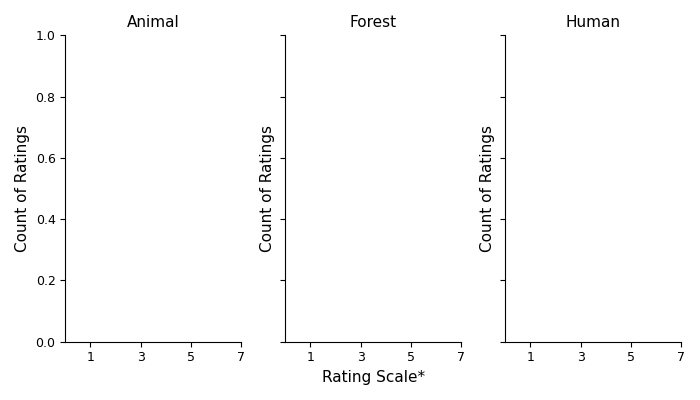 Animal
Forest
Human
Count of Ratings
1.0
0.8
0.6
0.4
0.2
0.0
1 3 5 7
Count of Ratings
1 3 5 7
Count of Ratings
1 3 5 7
Rating Scale*